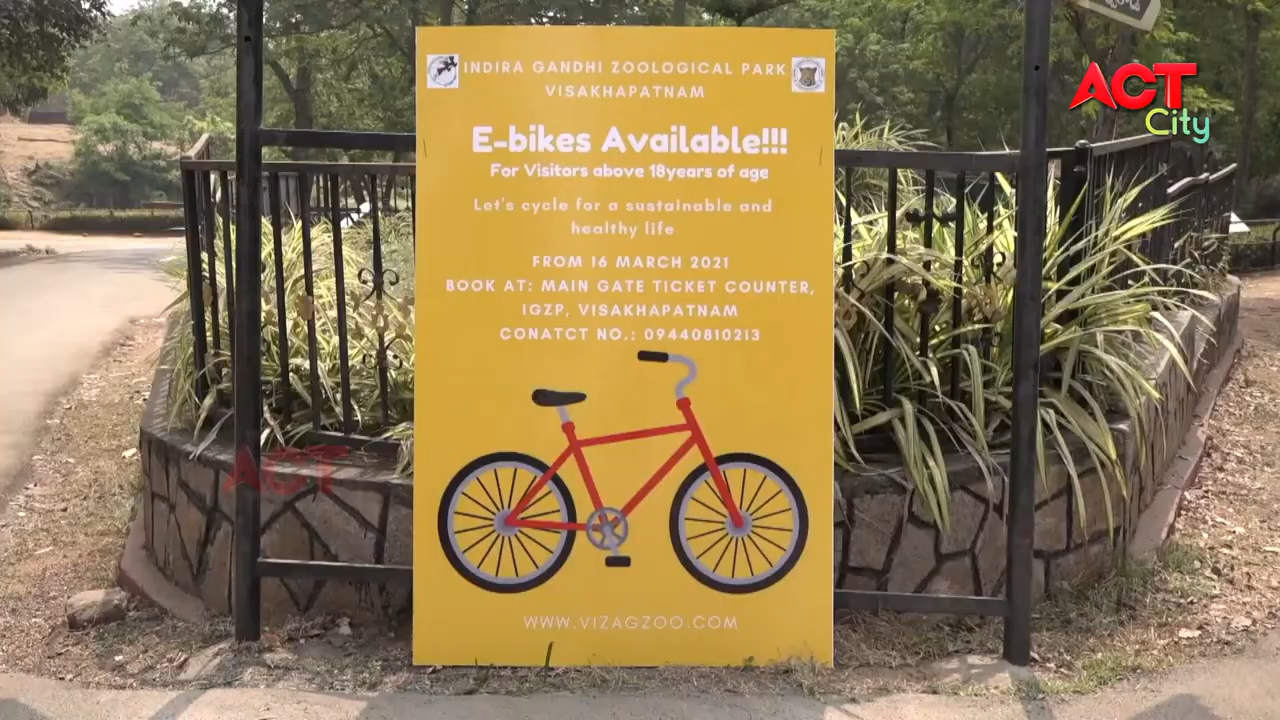 INDIRA GANDHI ZOOLOGICAL PARK
VISAKHAPATNAM
E-bikes Available!!!
For Visitors above 18years of age
Let's cycle for a sustainable and
healthy life
FROM 16 MARCH 2021
BOOK AT: MAIN GATE TICKET COUNTER,
IGZP, VISAKHAPATNAM
CONATCT NO.: 09440810213
WWW.VIZAGZOO.COM
ACT
City
ACT